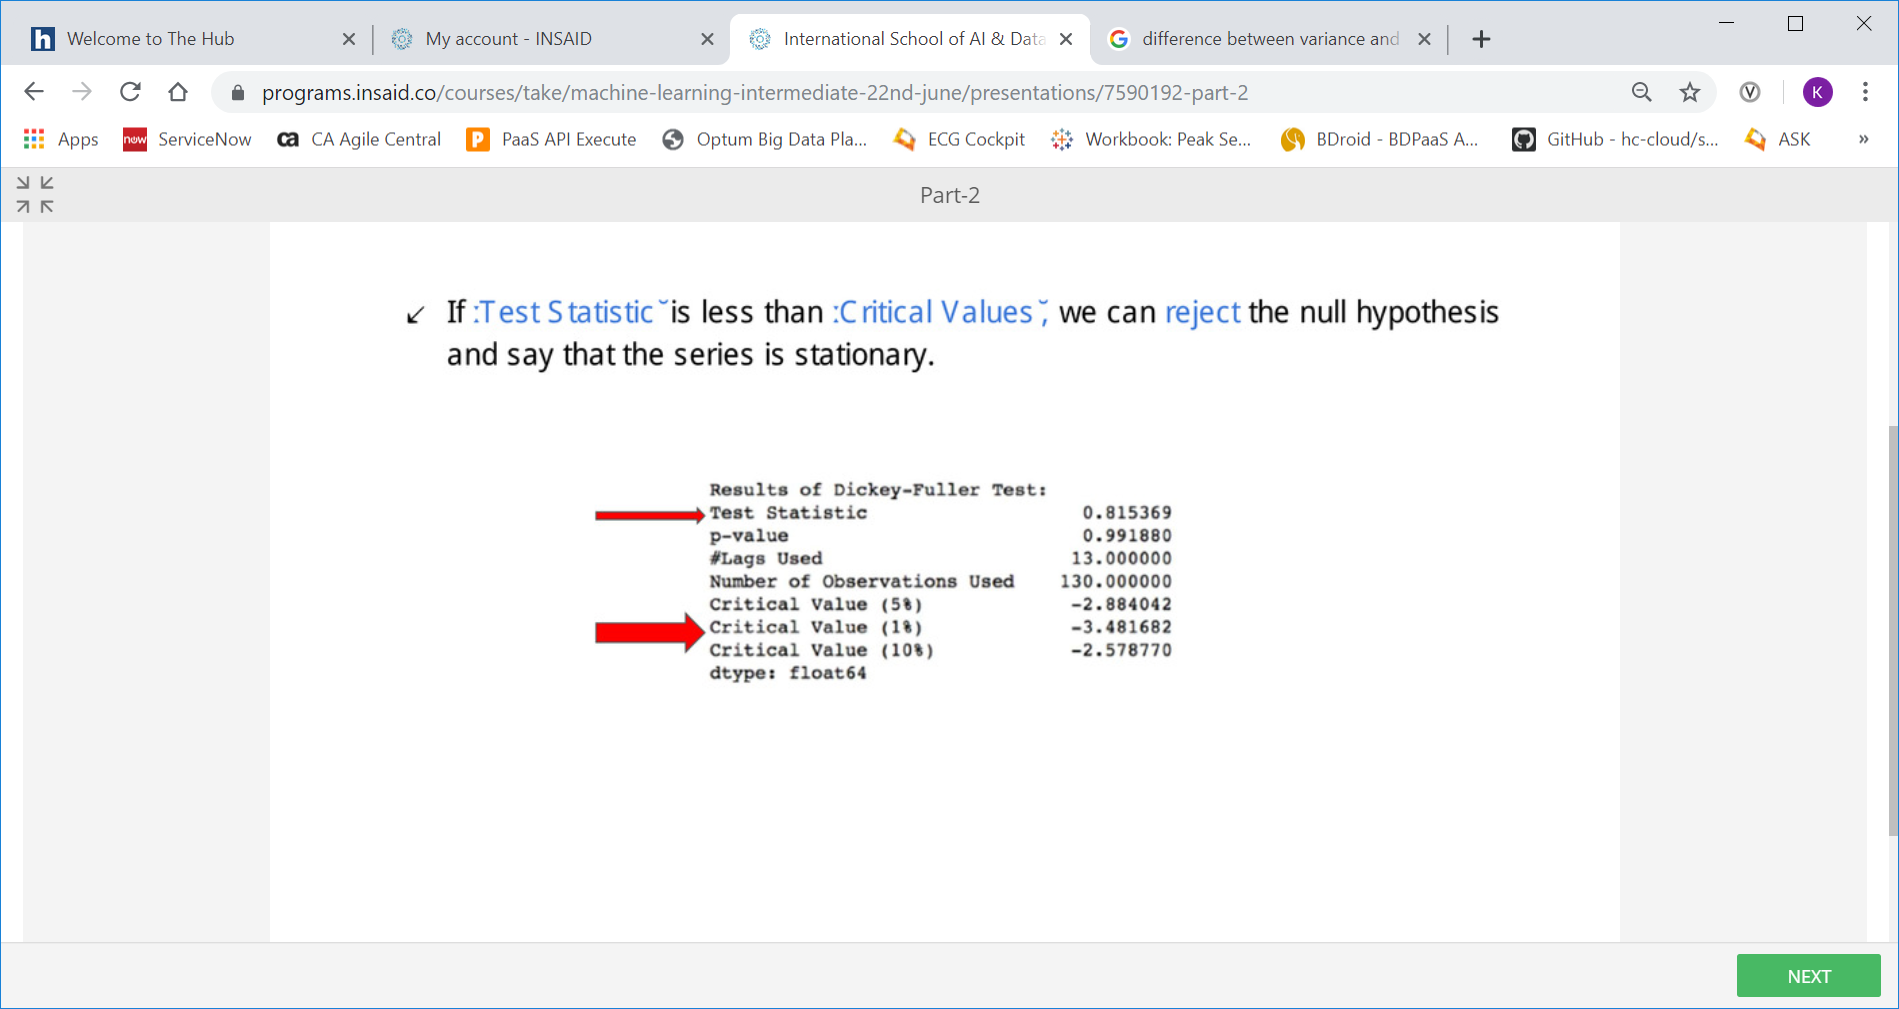 Welcome to The Hub
My account - INSAID
International School of AI & Data
difference between variance and
programs.insaid.co/courses/take/machine-learning-intermediate-22nd-june/presentations/7590192-part-2
K
Apps
now ServiceNow
ca CA Agile Central
P PaaS API Execute
Optum Big Data Pla...
ECG Cockpit
Workbook: Peak Se...
BDroid - BDPaaS A...
GitHub - hc-cloud/s...
ASK
»
Part-2
If :Test Statistic˘is less than :Critical Values˘, we can reject the null hypothesis
and say that the series is stationary.
Results of Dickey-Fuller Test:
Test Statistic 0.815369
p-value 0.991880
#Lags Used 13.000000
Number of Observations Used 130.000000
Critical Value (5%) -2.884042
Critical Value (1%) -3.481682
Critical Value (10%) -2.578770
dtype: float64
NEXT